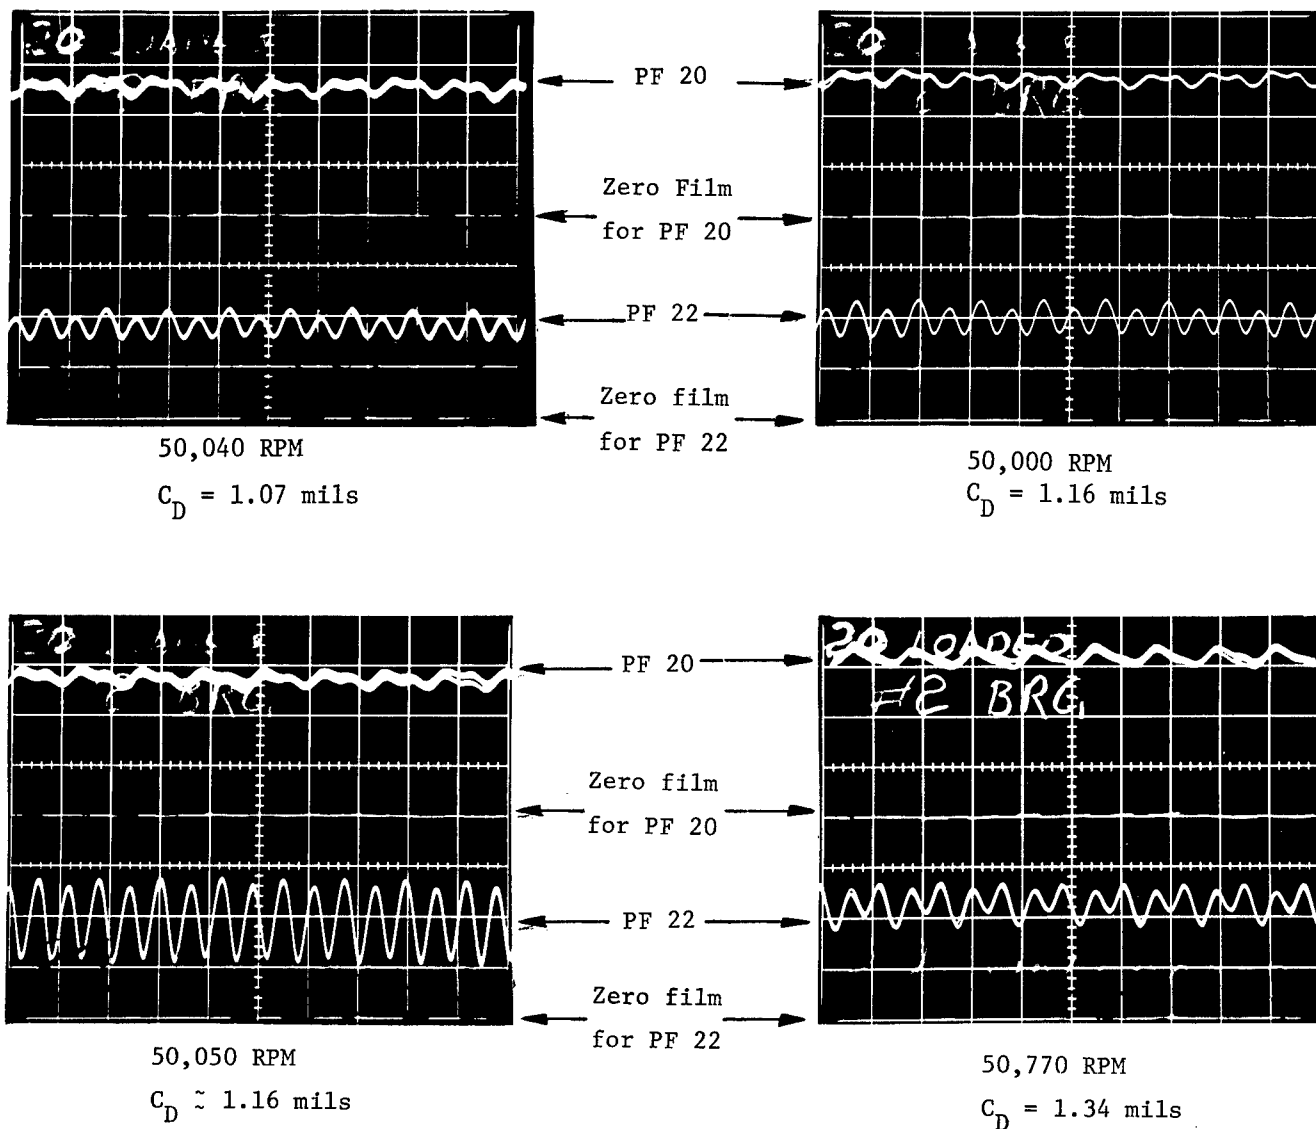 20
PF 20
20
Zero Film
for PF 20
PF 22
Zero film
for PF 22
50,040 RPM
C_D = 1.07 mils
50,000 RPM
C_D = 1.16 mils
20
BRG
PF 20
20 LOADED
#2 BRG
Zero film
for PF 20
PF 22
Zero film
for PF 22
50,050 RPM
C_D ≈ 1.16 mils
50,770 RPM
C_D = 1.34 mils